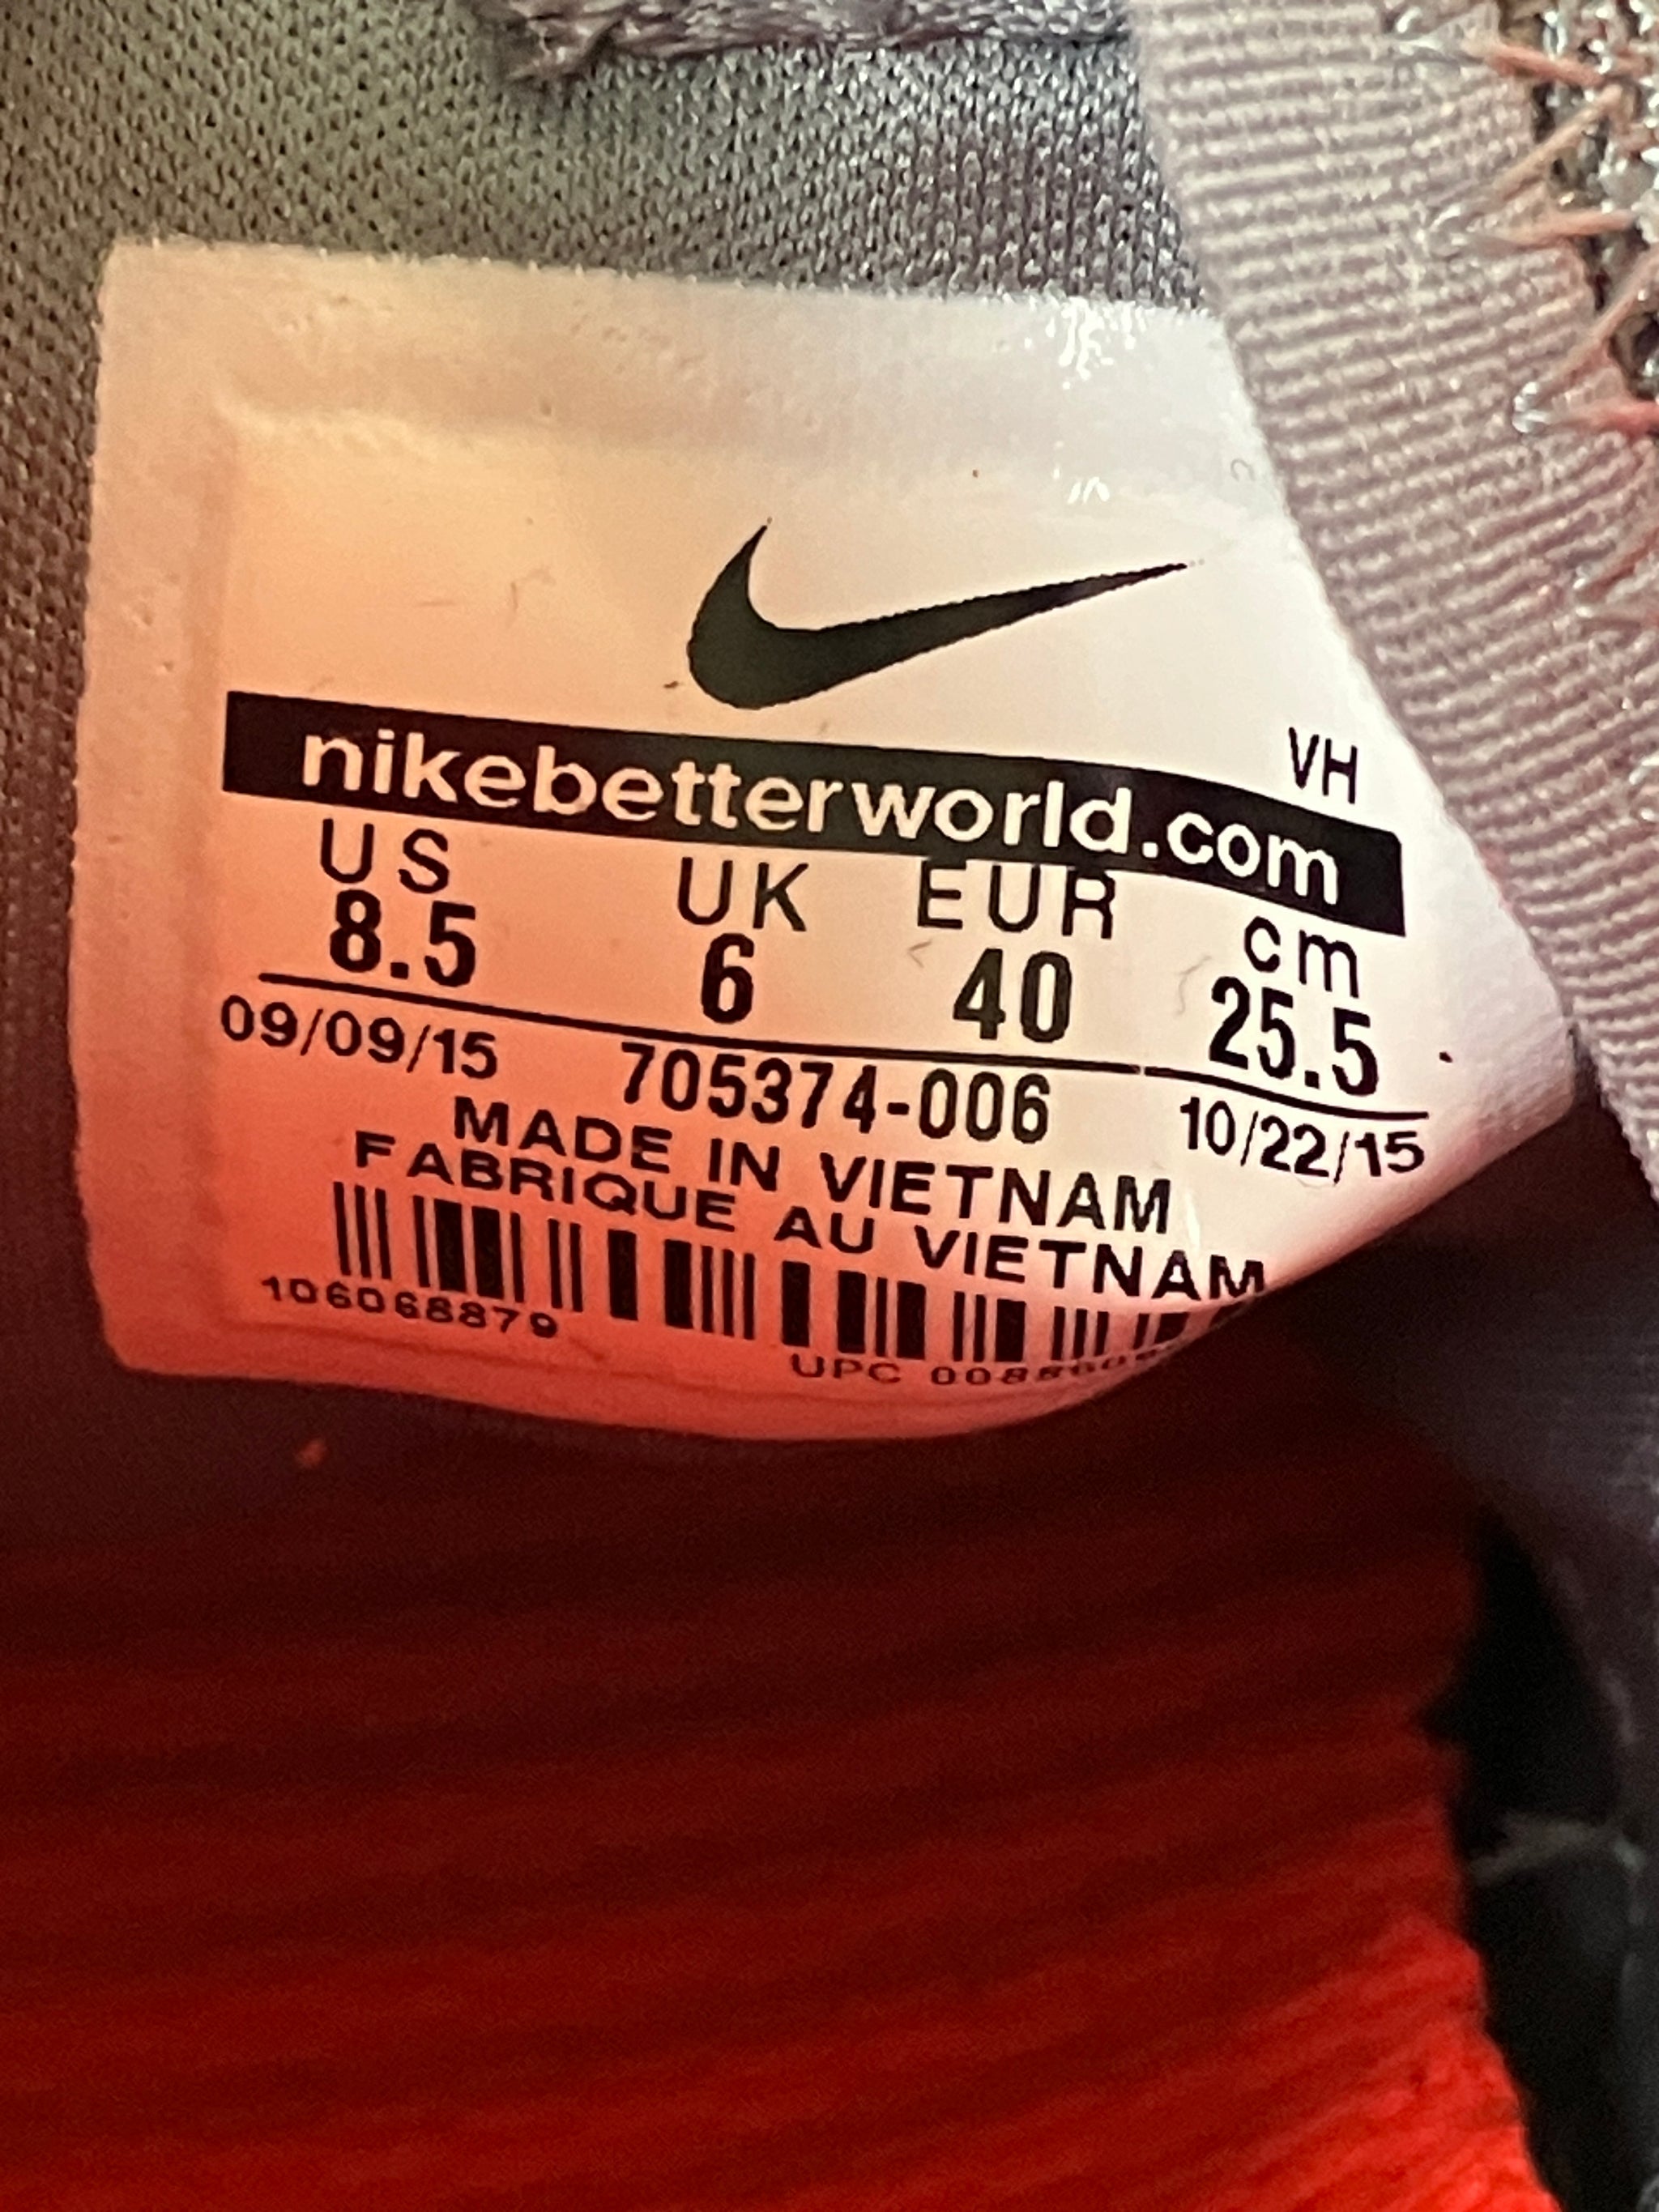 VH
nikebetterworld.com
US UK EUR cm
8.5 6 40 25.5
09/09/15 705374-006 10/22/15
MADE IN VIETNAM
FABRIQUE AU VIETNAM
106068879
UPC